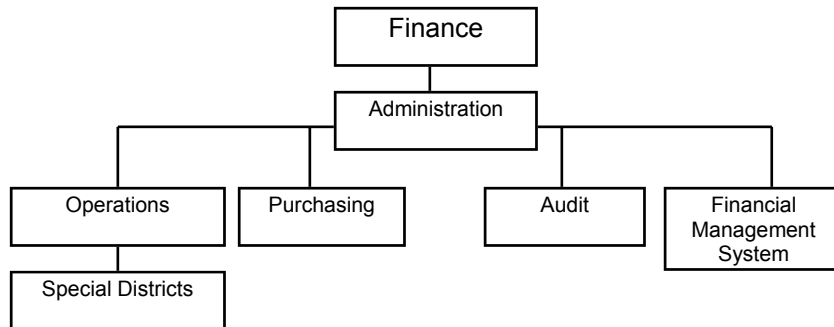 Finance
Administration
Operations
Purchasing
Audit
Financial
Management
System
Special Districts